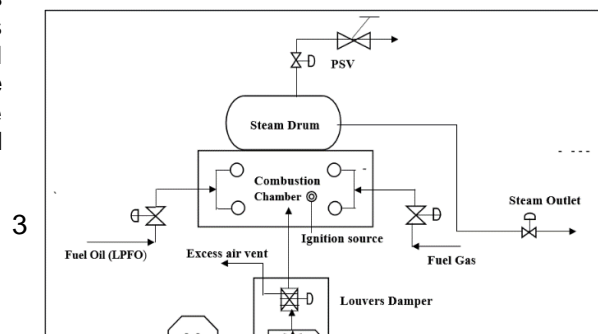 PSV
Steam Drum
Combustion
Chamber
Steam Outlet
3
Ignition source
Fuel Oil (LPFO)
Excess air vent
Fuel Gas
Louvers Damper